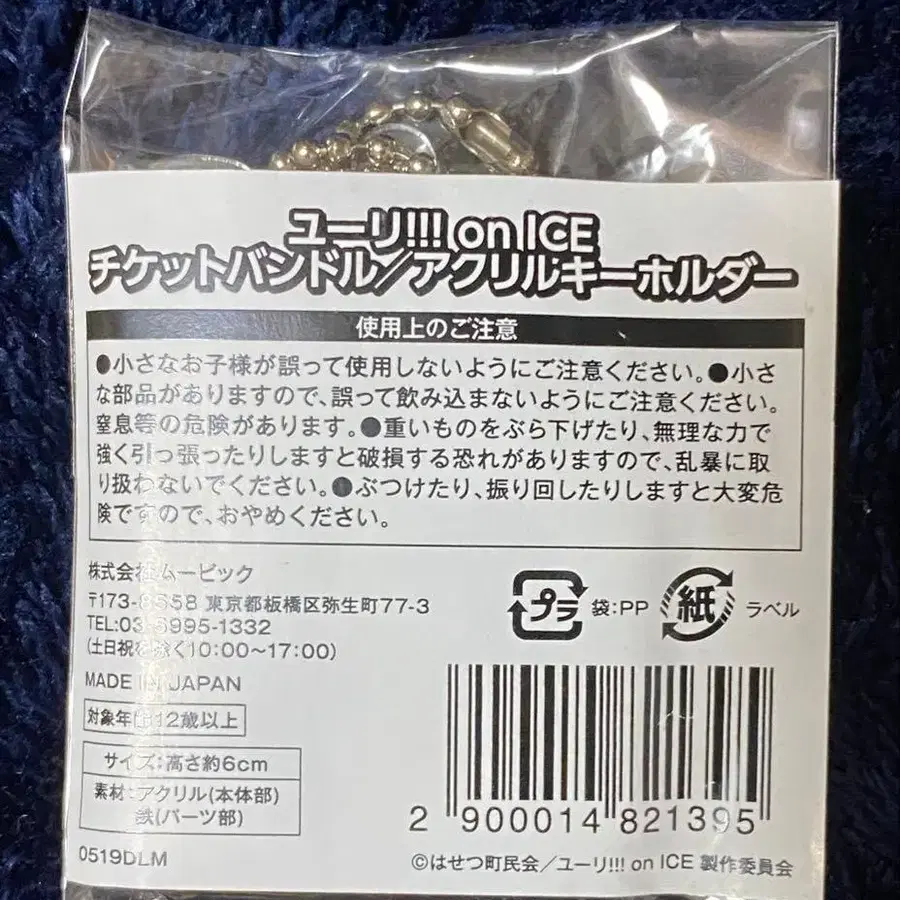 ユーリ!!! on ICE
チケットバンドル/アクリルキーホルダー
使用上のご注意
●小さなお子様が誤って使用しないようにご注意ください。●小さ
な部品がありますので、誤って飲み込まないようにご注意ください。
窒息等の危険があります。●重いものをぶら下げたり、無理な力で
強く引っ張ったりしますと破損する恐れがありますので、乱暴に取
り扱わないでください。●ぶつけたり、振り回したりしますと大変危
険ですので、おやめください。
株式会社ムービック
〒173-8558 東京都板橋区弥生町77-3
TEL:03-5995-1332
(土日祝を除く10:00〜17:00)
MADE IN JAPAN
対象年齢12歳以上
サイズ:高さ約6cm
素材:アクリル(本体部)
鉄(パーツ部)
0519DLM
プラ 袋:PP 紙 ラベル
2 900014 821395
©はせつ町民会/ユーリ!!! on ICE 製作委員会